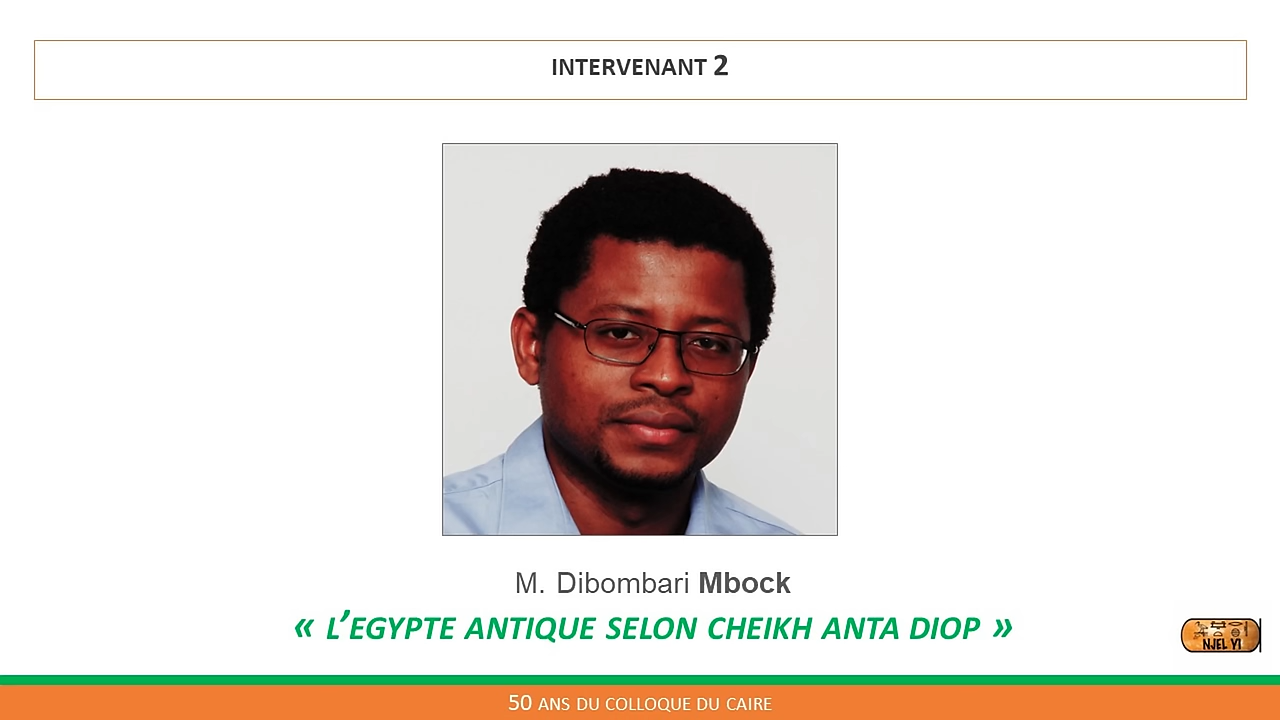 INTERVENANT 2
M. Dibombari Mbock
« L’EGYPTE ANTIQUE SELON CHEIKH ANTA DIOP »
NJEL YI
50 ANS DU COLLOQUE DU CAIRE